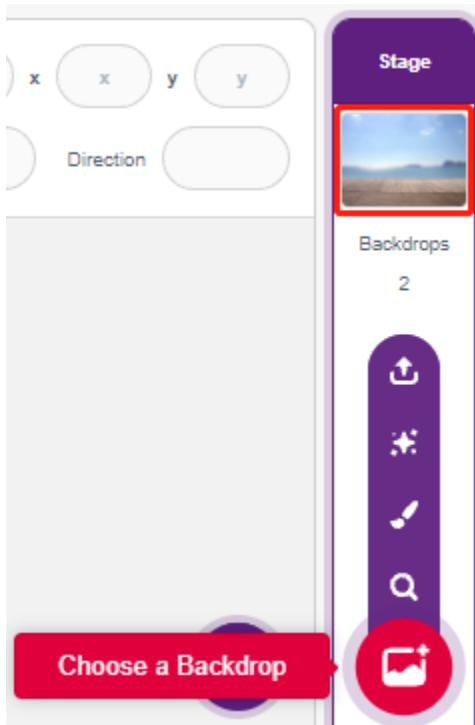 x x y y
Stage
Direction
Backdrops
2
Choose a Backdrop